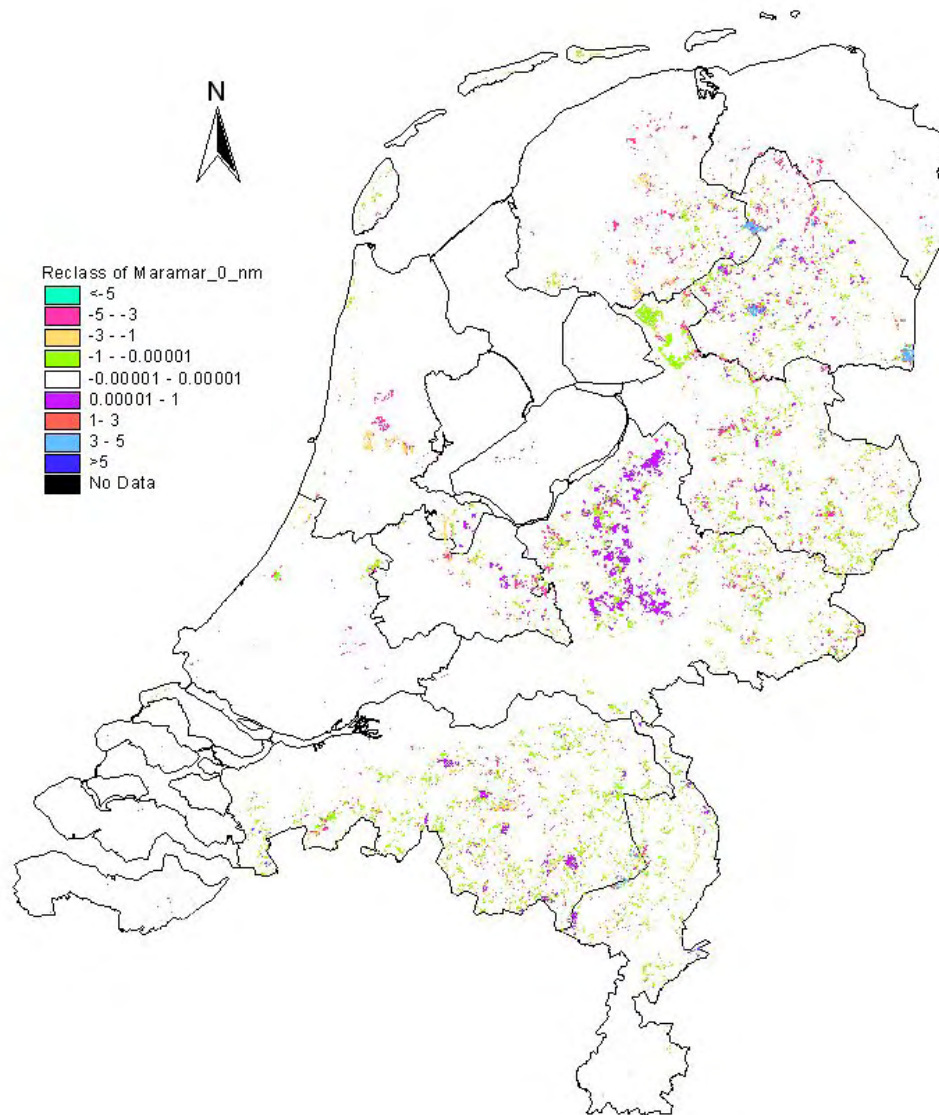 N
Reclass of Maramar_0_nm
<-5
-5 - -3
-3 - -1
-1 - -0.00001
-0.00001 - 0.00001
0.00001 - 1
1 - 3
3 - 5
>5
No Data